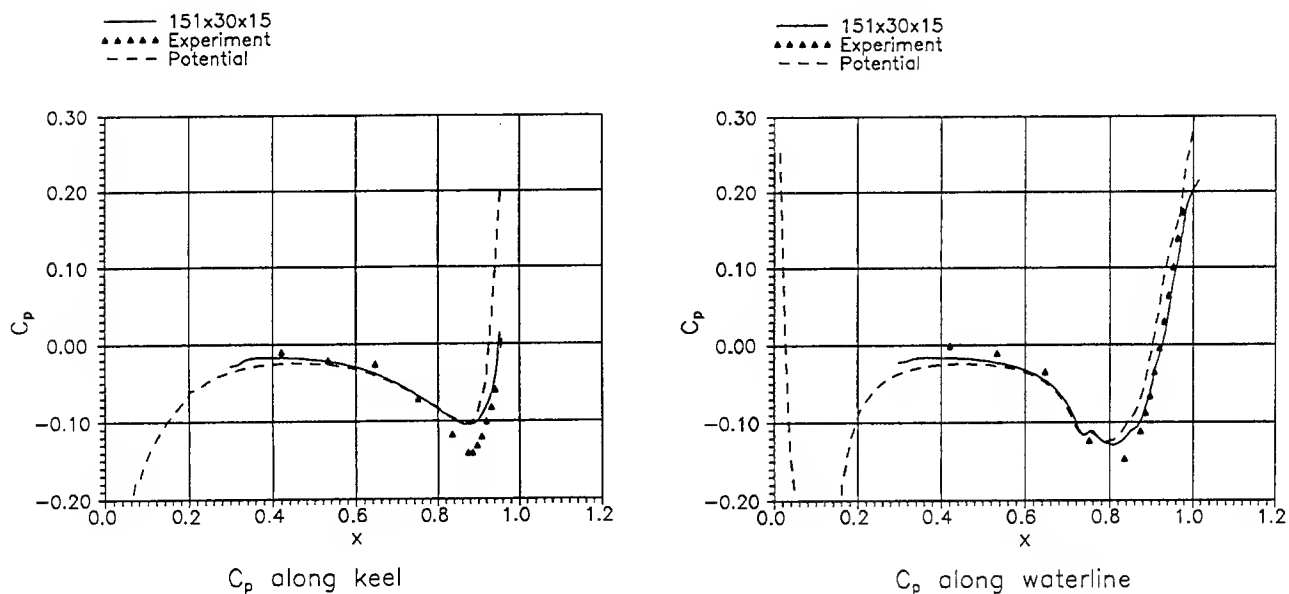 151x30x15
Experiment
Potential
0.30
0.20
0.10
0.00
−0.10
−0.20
Cp
0.0 0.2 0.4 0.6 0.8 1.0 1.2
x
Cp along keel
151x30x15
Experiment
Potential
0.30
0.20
0.10
0.00
−0.10
−0.20
Cp
0.0 0.2 0.4 0.6 0.8 1.0 1.2
x
Cp along waterline